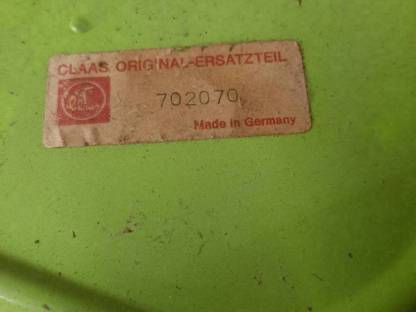 CLAAS ORIGINAL-ERSATZTEIL
702070
Made in Germany